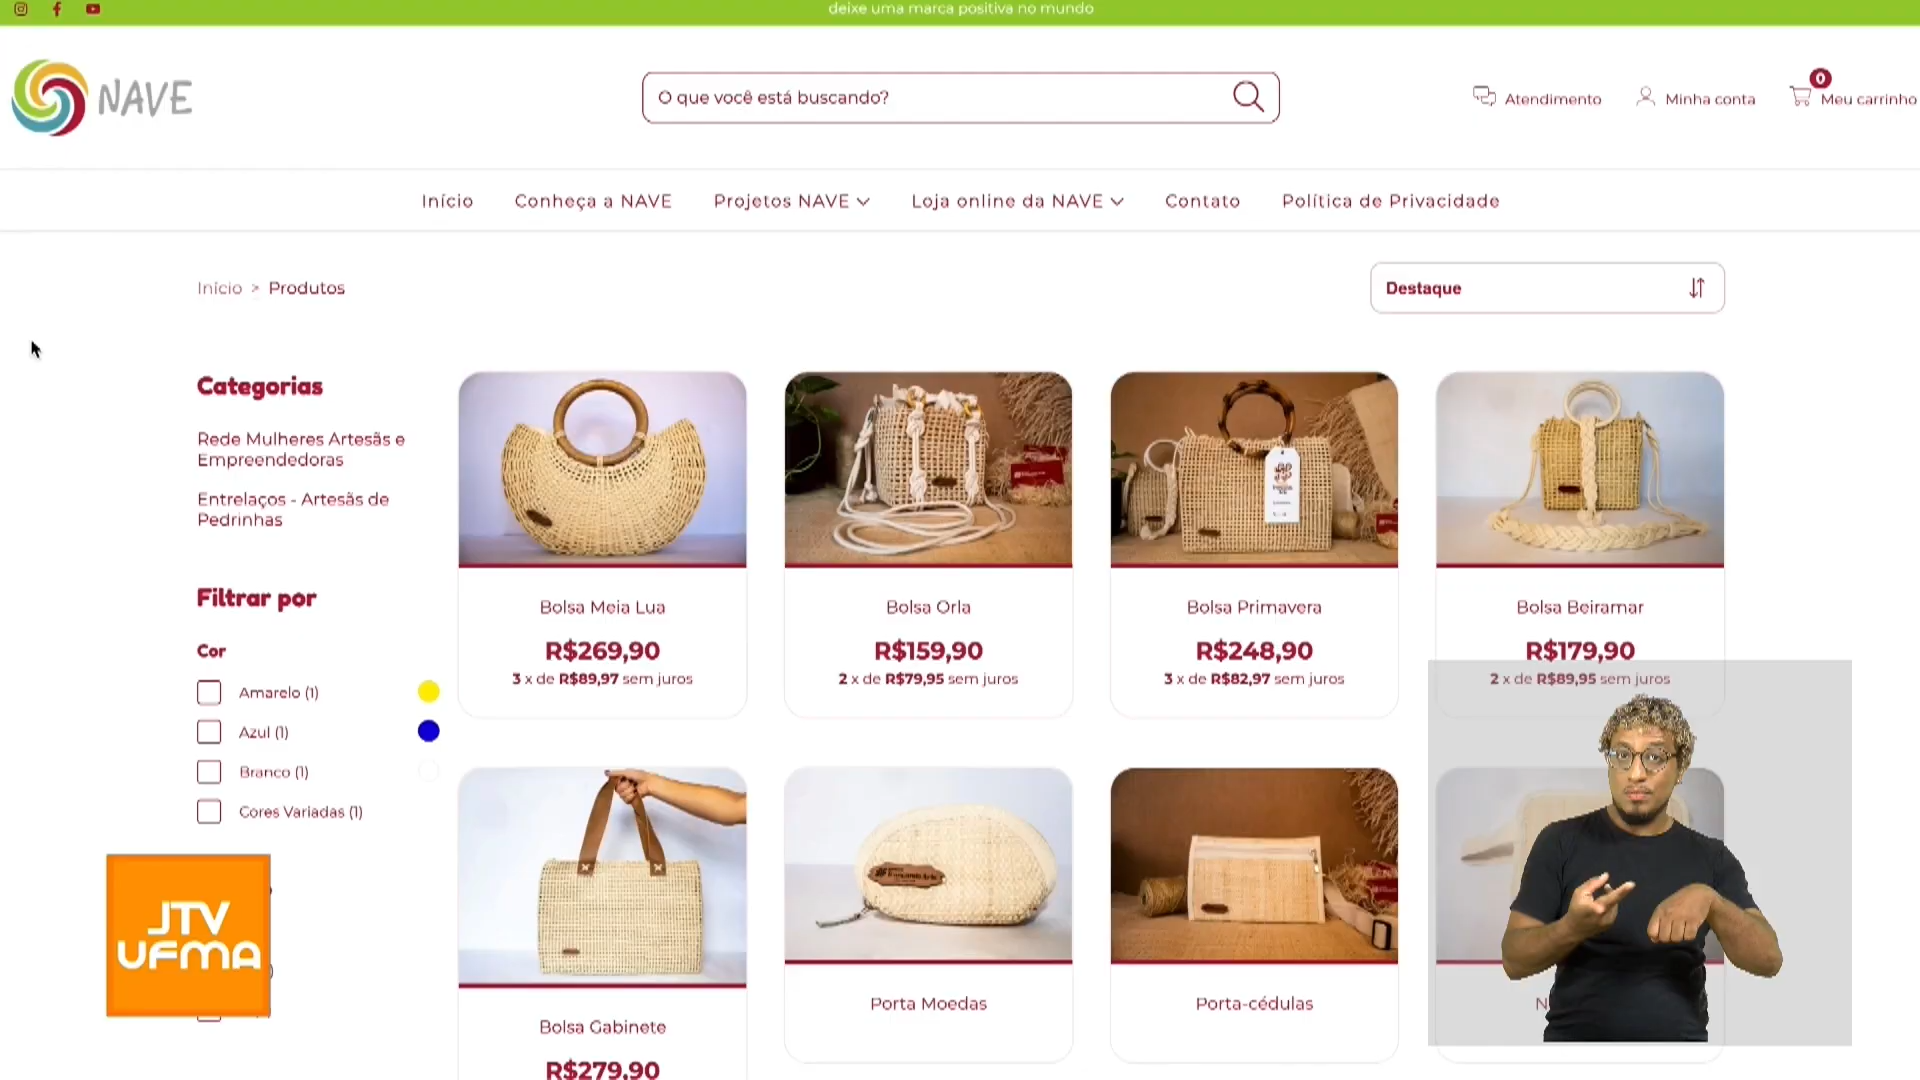 deixe uma marca positiva no mundo
NAVE
O que você está buscando?
Atendimento
Minha conta
0
Meu carrinho
Início
Conheça a NAVE
Projetos NAVE
Loja online da NAVE
Contato
Política de Privacidade
Início > Produtos
Destaque
Categorias
Rede Mulheres Artesãs e
Empreendedoras
Entrelaços - Artesãs de
Pedrinhas
Filtrar por
Cor
Amarelo (1)
Azul (1)
Branco (1)
Cores Variadas (1)
Bolsa Meia Lua
R$269,90
3 x de R$89,97 sem juros
Bolsa Orla
R$159,90
2 x de R$79,95 sem juros
Bolsa Primavera
R$248,90
3 x de R$82,97 sem juros
Bolsa Beiramar
R$179,90
2 x de R$89,95 sem juros
Bolsa Gabinete
R$279,90
Porta Moedas
Porta-cédulas
JTV
UFMA